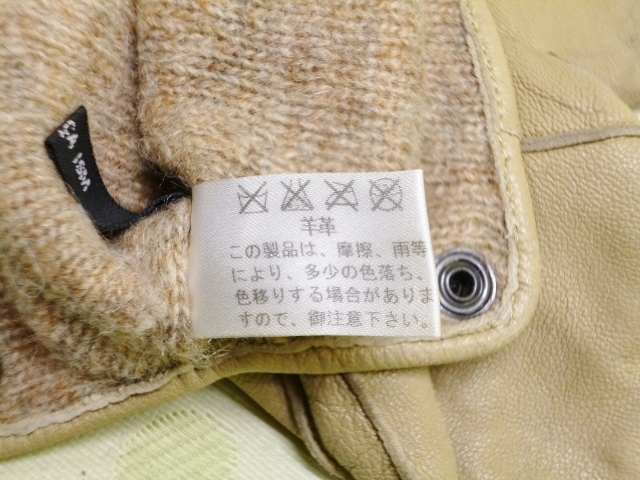 羊革
この製品は、摩擦、雨等
により、多少の色落ち、
色移りする場合がありま
すので、御注意下さい。